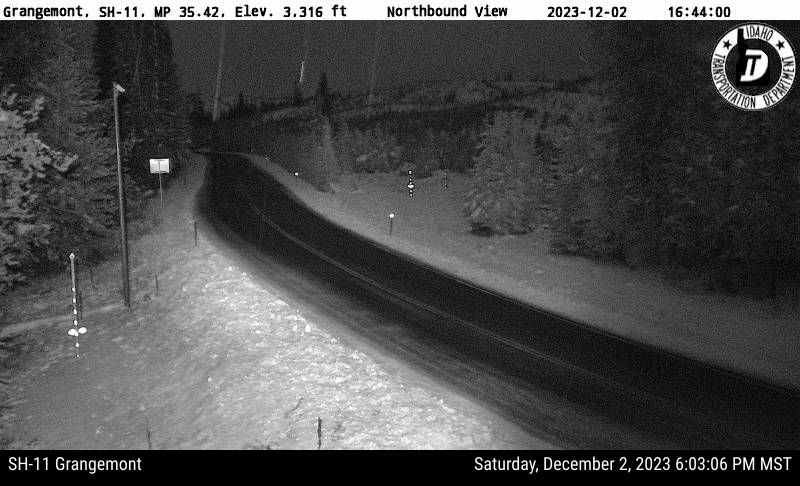 Grangemont, SH-11, MP 35.42, Elev. 3,316 ft Northbound View 2023-12-02 16:44:00
IDAHO
TRANSPORTATION DEPARTMENT
SH-11 Grangemont
Saturday, December 2, 2023 6:03:06 PM MST